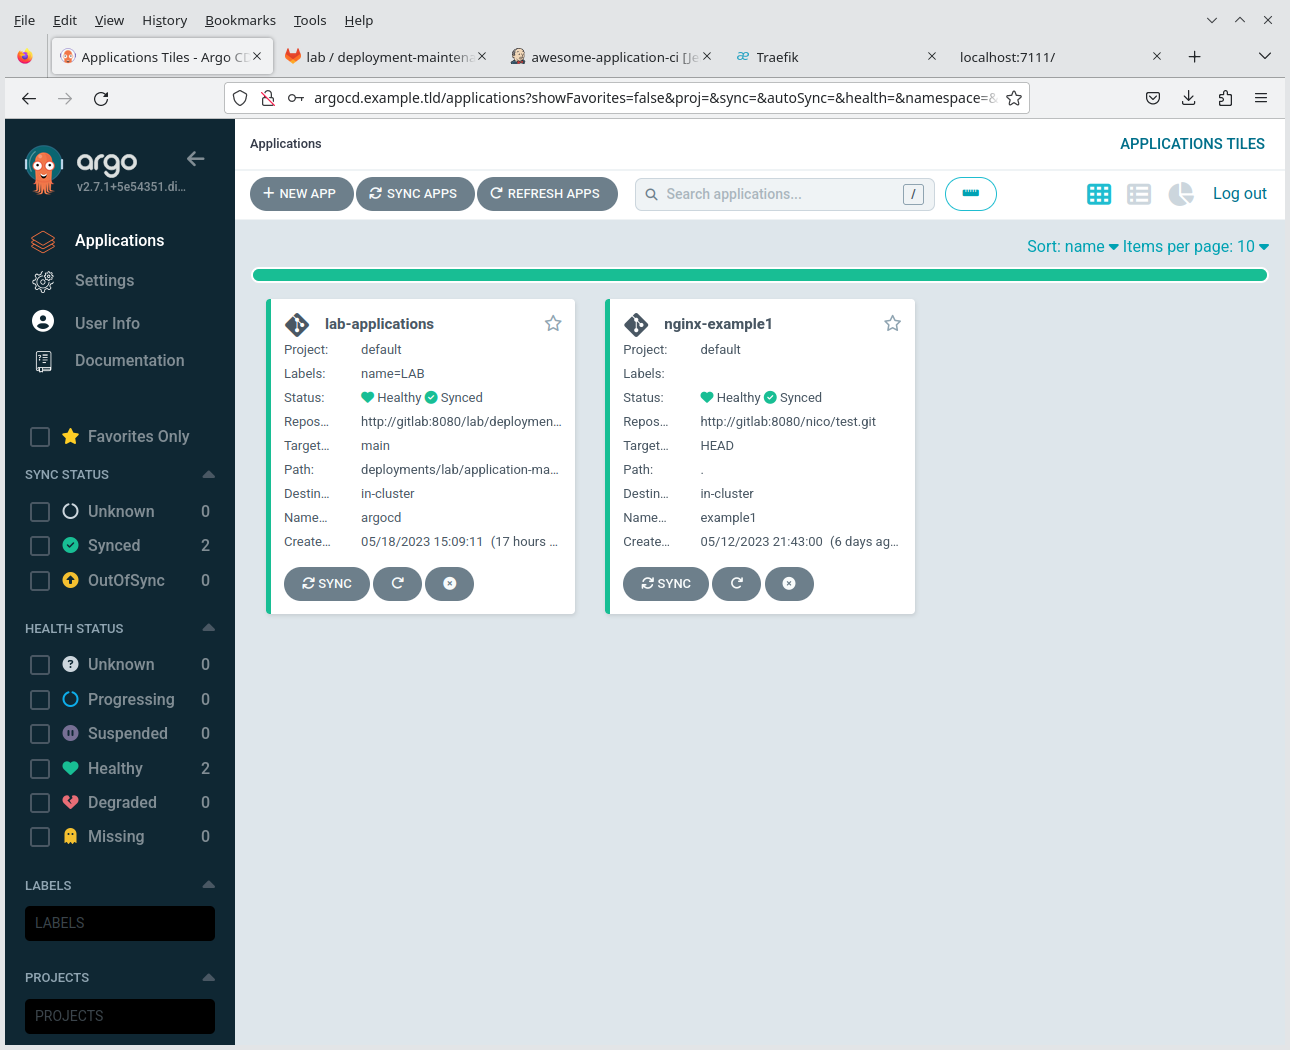 File Edit View History Bookmarks Tools Help
Applications Tiles - Argo CD
lab / deployment-maintena
awesome-application-ci [Je
Traefik
localhost:7111/
argocd.example.tld/applications?showFavorites=false&proj=&sync=&autoSync=&health=&namespace=&
argo
v2.7.1+5e54351.di...
Applications
Settings
User Info
Documentation
Favorites Only
SYNC STATUS
Unknown 0
Synced 2
OutOfSync 0
HEALTH STATUS
Unknown 0
Progressing 0
Suspended 0
Healthy 2
Degraded 0
Missing 0
LABELS
LABELS
PROJECTS
PROJECTS
Applications
APPLICATIONS TILES
+ NEW APP
SYNC APPS
REFRESH APPS
Search applications... /
Log out
Sort: name Items per page: 10
lab-applications
Project: default
Labels: name=LAB
Status: Healthy Synced
Repos... http://gitlab:8080/lab/deploymen...
Target... main
Path: deployments/lab/application-ma...
Destin... in-cluster
Name... argocd
Create... 05/18/2023 15:09:11 (17 hours ...
SYNC
nginx-example1
Project: default
Labels:
Status: Healthy Synced
Repos... http://gitlab:8080/nico/test.git
Target... HEAD
Path: .
Destin... in-cluster
Name... example1
Create... 05/12/2023 21:43:00 (6 days ag...
SYNC